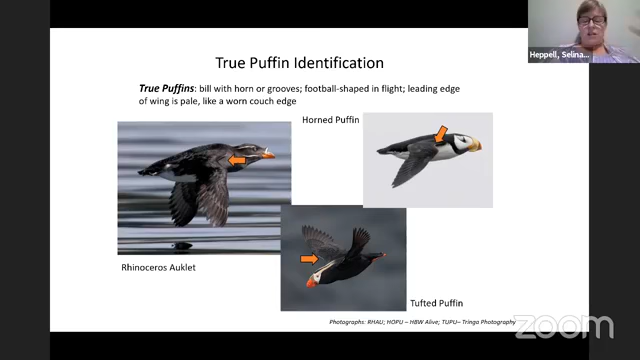 True Puffin Identification
True Puffins: bill with horn or grooves; football-shaped in flight; leading edge
of wing is pale, like a worn couch edge
Horned Puffin
Rhinoceros Auklet
Tufted Puffin
Photographs: RHAU; HOPU – HBW Alive; TUPU– Tringa Photography
Heppell, Selina...
zoom